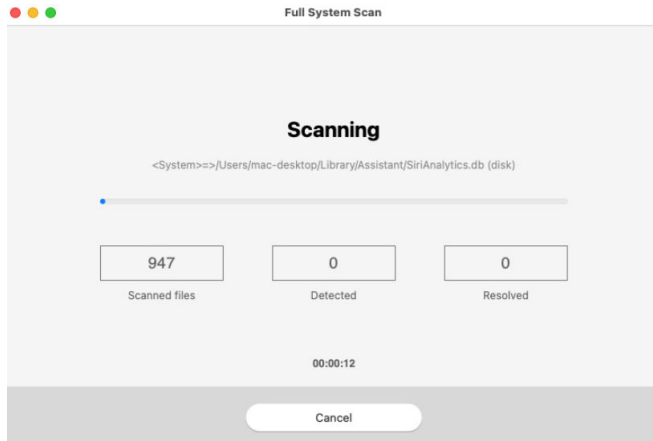 Full System Scan
Scanning
<System>=>/Users/mac-desktop/Library/Assistant/SiriAnalytics.db (disk)
947 0 0
Scanned files Detected Resolved
00:00:12
Cancel